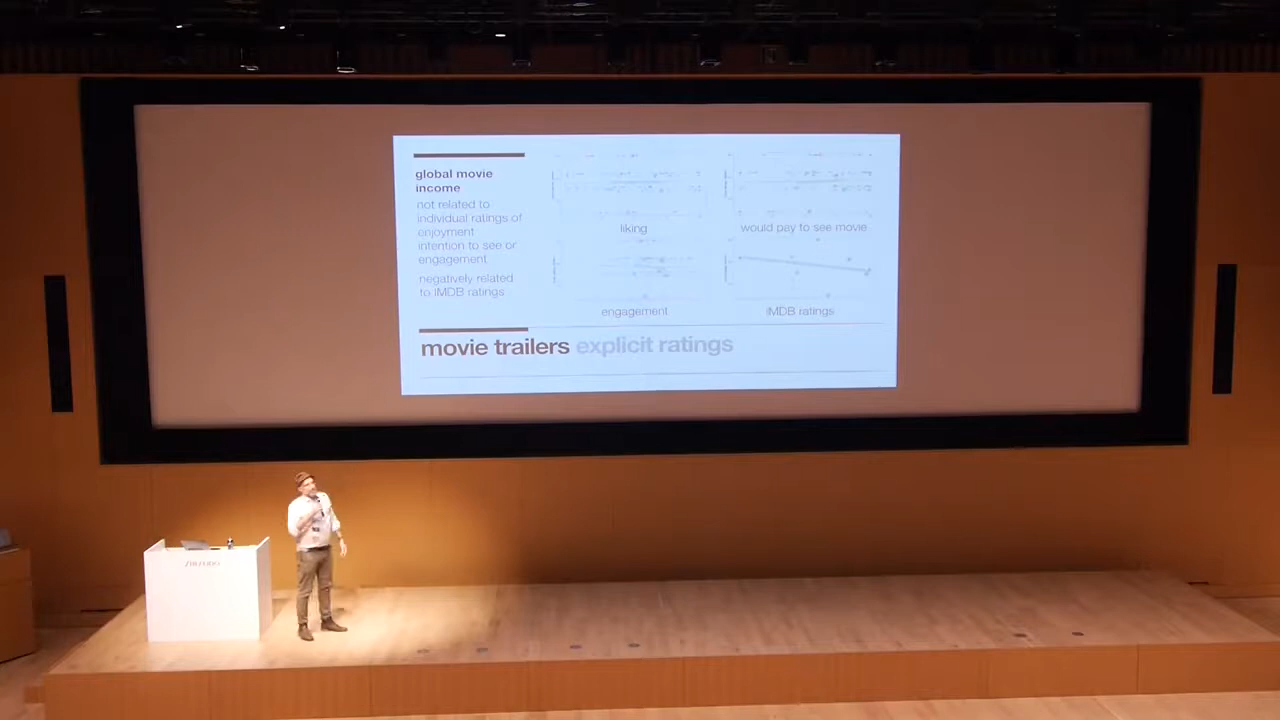 global movie
income
not related to
individual ratings of
enjoyment
intention to see or
engagement
negatively related
to IMDB ratings
liking
would pay to see movie
engagement
IMDB ratings
movie trailers explicit ratings
SHISEIDO